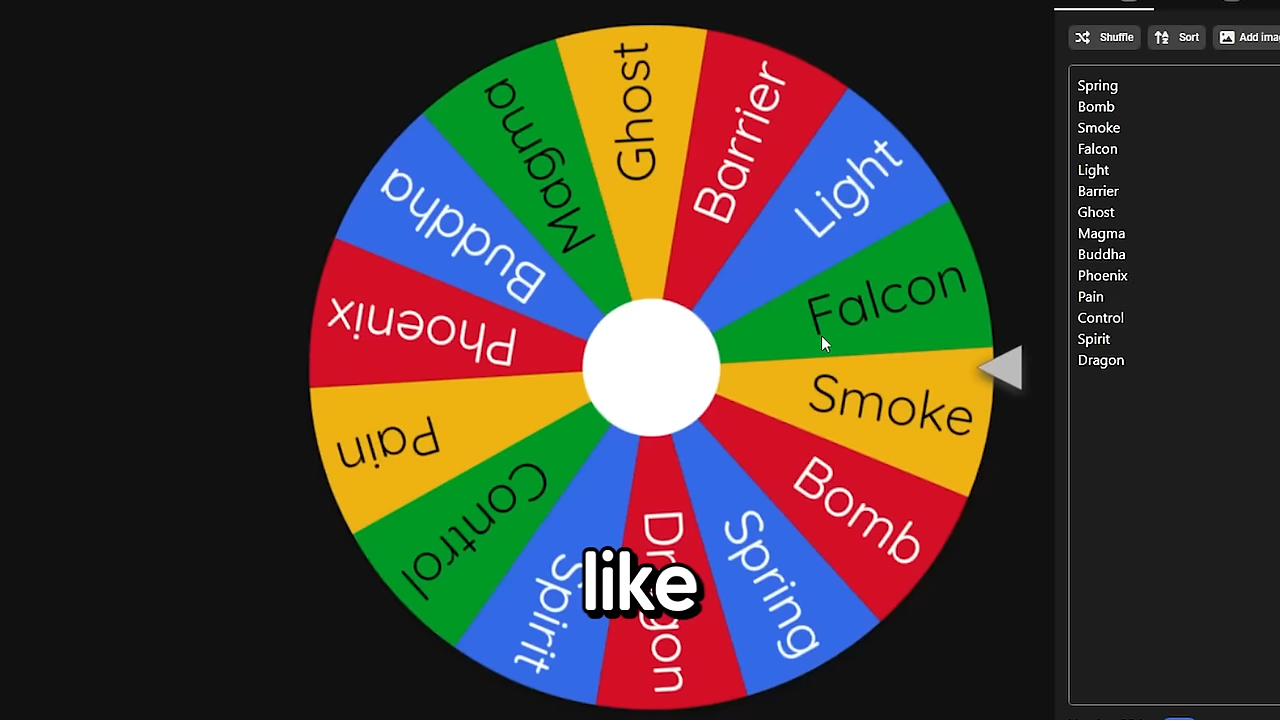 Shuffle
Sort
Add
Ghost
Barrier
Magma
Light
Buddha
Falcon
Phoenix
Smoke
Pain
Bomb
Control
Spring
Spirit
Dragon
like
Spring
Bomb
Smoke
Falcon
Light
Barrier
Ghost
Magma
Buddha
Phoenix
Pain
Control
Spirit
Dragon